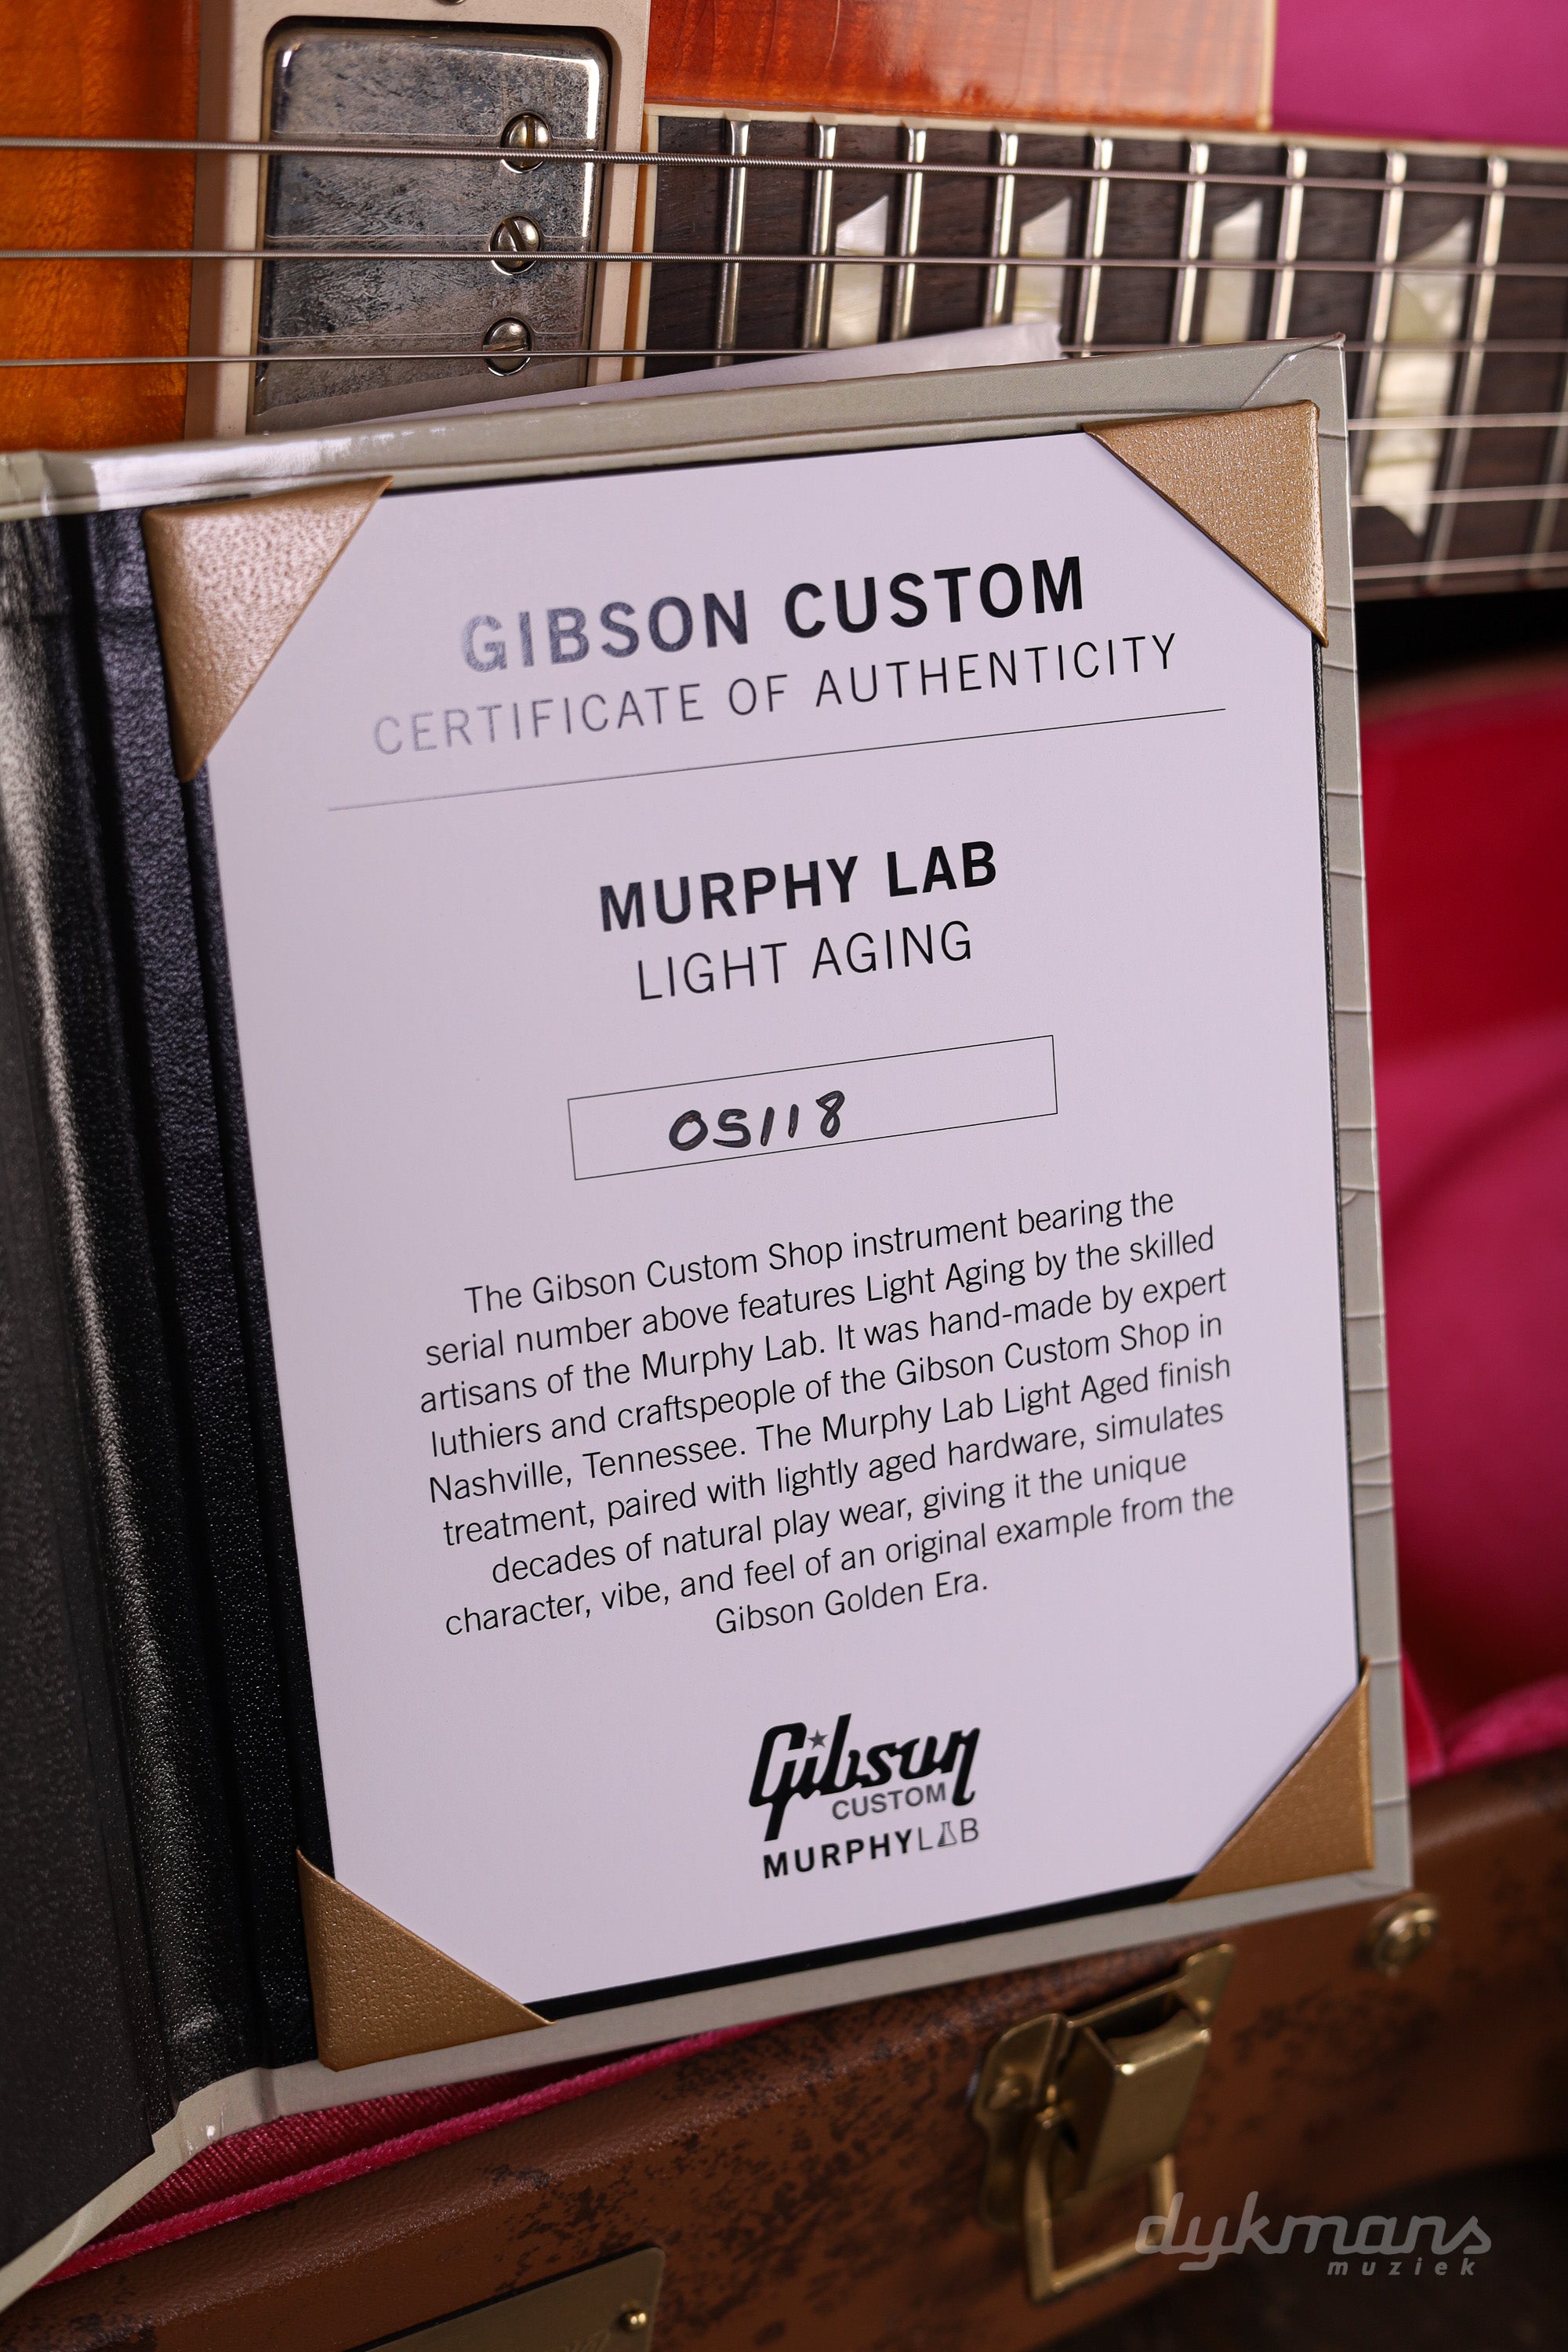 GIBSON CUSTOM
CERTIFICATE OF AUTHENTICITY
MURPHY LAB
LIGHT AGING
OS118
The Gibson Custom Shop instrument bearing the
serial number above features Light Aging by the skilled
artisans of the Murphy Lab. It was hand-made by expert
luthiers and craftspeople of the Gibson Custom Shop in
Nashville, Tennessee. The Murphy Lab Light Aged finish
treatment, paired with lightly aged hardware, simulates
decades of natural play wear, giving it the unique
character, vibe, and feel of an original example from the
Gibson Golden Era.
Gibson
CUSTOM
MURPHYLAB
dykmans
muziek